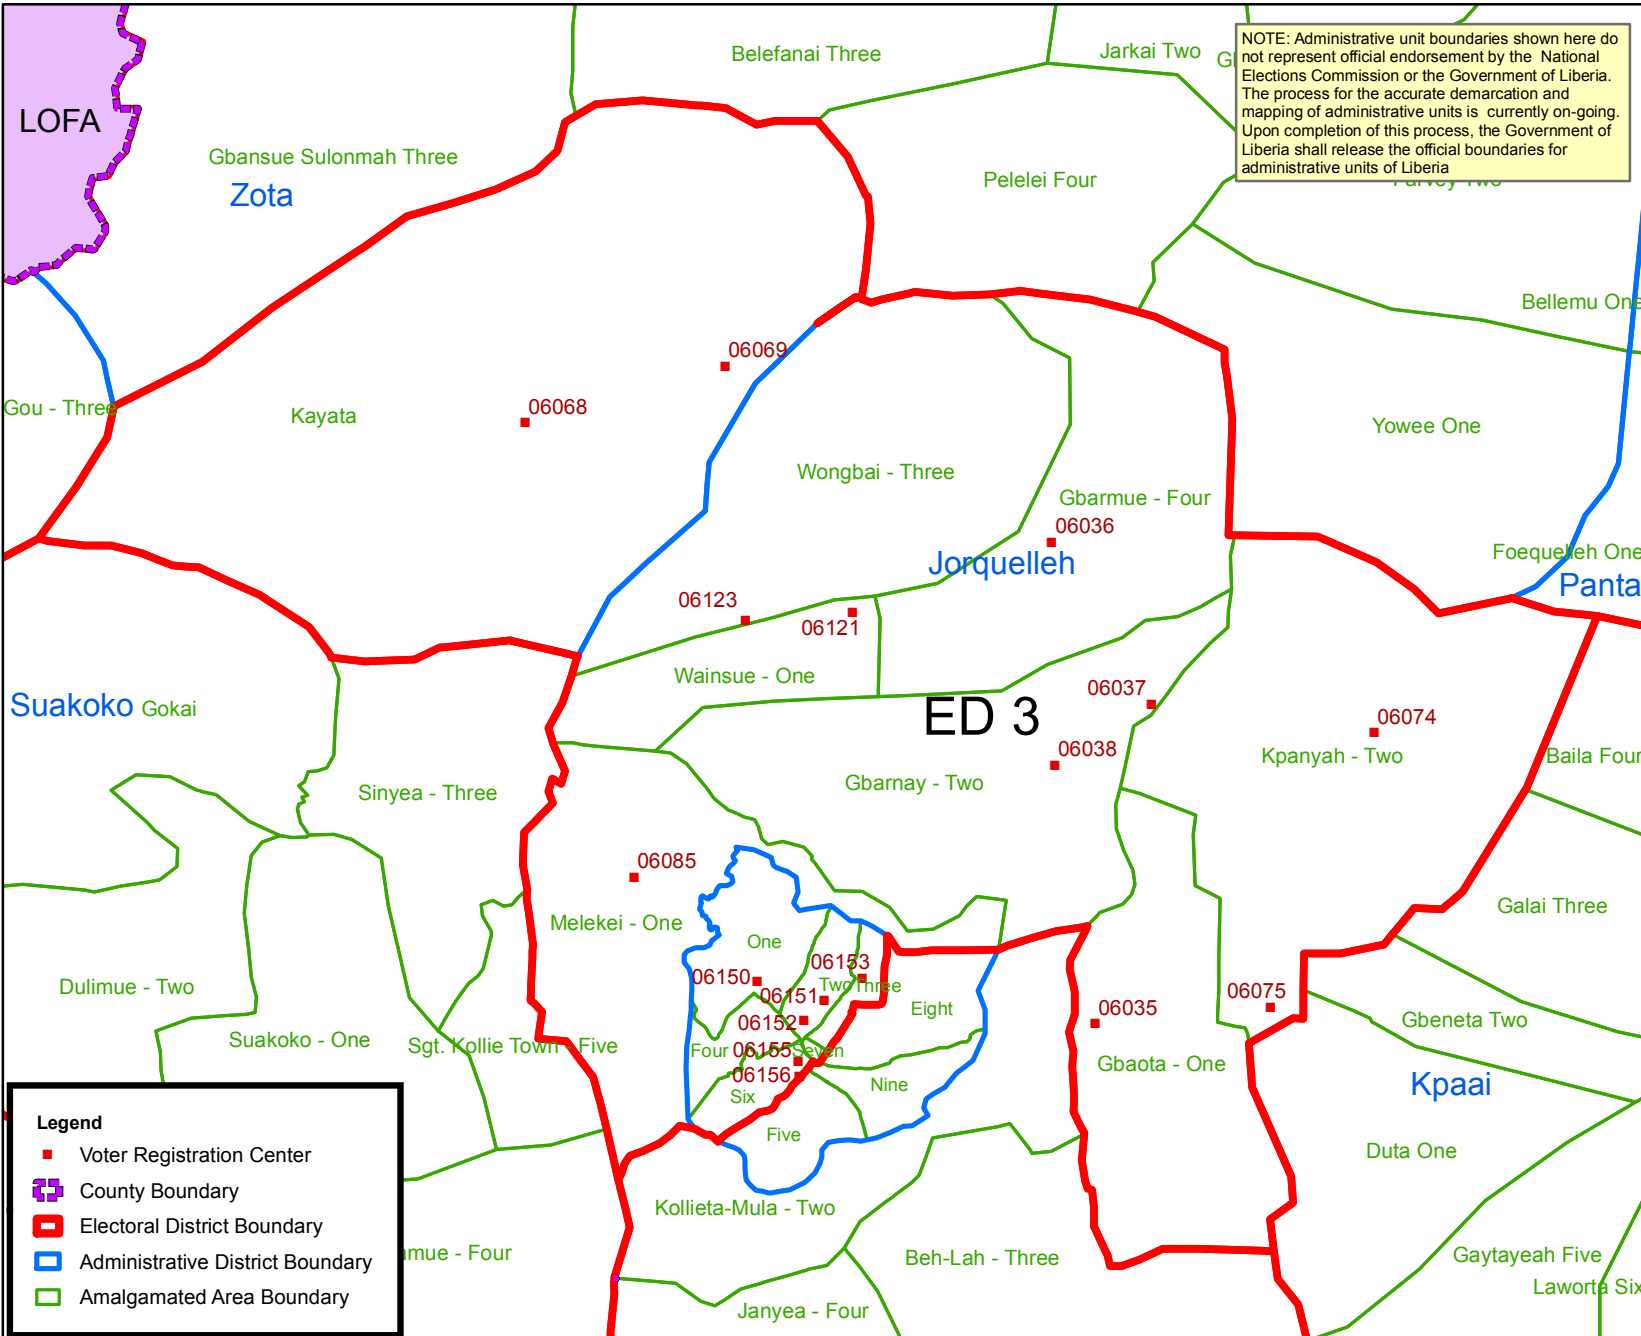 Belefanai Three
Jarkai Two
NOTE: Administrative unit boundaries shown here do
not represent official endorsement by the National
Elections Commission or the Government of Liberia.
The process for the accurate demarcation and
mapping of administrative units is currently on-going.
Upon completion of this process, the Government of
Liberia shall release the official boundaries for
administrative units of Liberia
LOFA
Gbansue Sulonmah Three
Zota
Pelelei Four
Bellemu One
06069
06068
Gou - Three
Kayata
Yowee One
Wongbai - Three
Gbarmue - Four
06036
Jorquelleh
Foequelleh One
Panta
06123
06121
Wainsue - One
06037
Suakoko
Gokai
ED 3
06074
06038
Kpanyah - Two
Baila Four
Sinyea - Three
Gbarnay - Two
06085
Melekei - One
Galai Three
One
06153
06150
Two
Three
06151
Dulimue - Two
Eight
06075
06152
06035
Gbeneta Two
Suakoko - One
Sgt. Kollie Town - Five
Four
06155
Seven
Gbaota - One
06156
Nine
Kpaai
Six
Five
Duta One
Kollieta-Mula - Two
mue - Four
Beh-Lah - Three
Gaytayeah Five
Laworta Six
Janyea - Four
Legend
Voter Registration Center
County Boundary
Electoral District Boundary
Administrative District Boundary
Amalgamated Area Boundary